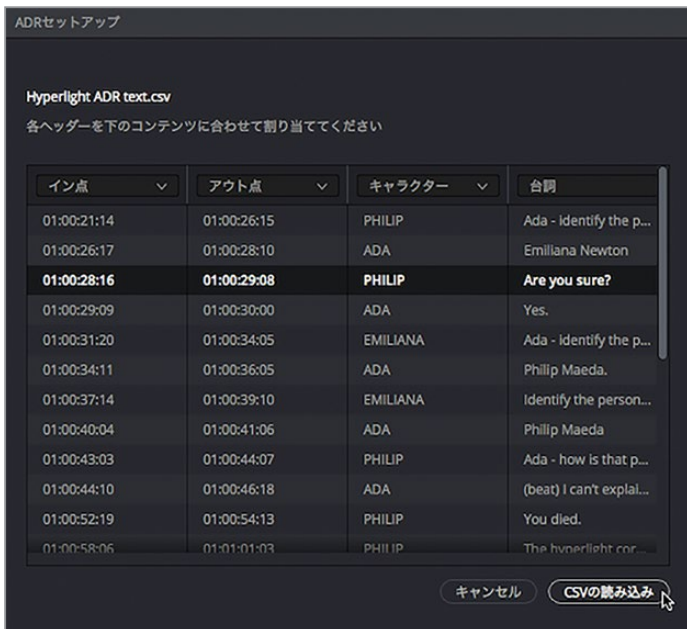 ADRセットアップ
Hyperlight ADR text.csv
各ヘッダーを下のコンテンツに合わせて割り当ててください
イン点 アウト点 キャラクター 台詞
01:00:21:14 01:00:26:15 PHILIP Ada - identify the p...
01:00:26:17 01:00:28:10 ADA Emiliana Newton
01:00:28:16 01:00:29:08 PHILIP Are you sure?
01:00:29:09 01:00:30:00 ADA Yes.
01:00:31:20 01:00:34:05 EMILIANA Ada - identify the p...
01:00:34:11 01:00:36:05 ADA Philip Maeda.
01:00:37:14 01:00:39:10 EMILIANA Identify the person...
01:00:40:04 01:00:41:06 ADA Philip Maeda
01:00:43:03 01:00:44:07 PHILIP Ada - how is that p...
01:00:44:10 01:00:46:18 ADA (beat) I can't explai...
01:00:52:19 01:00:54:13 PHILIP You died.
01:00:58:06 01:01:01:03 PHILIP The hyperlight cor...
キャンセル CSVの読み込み